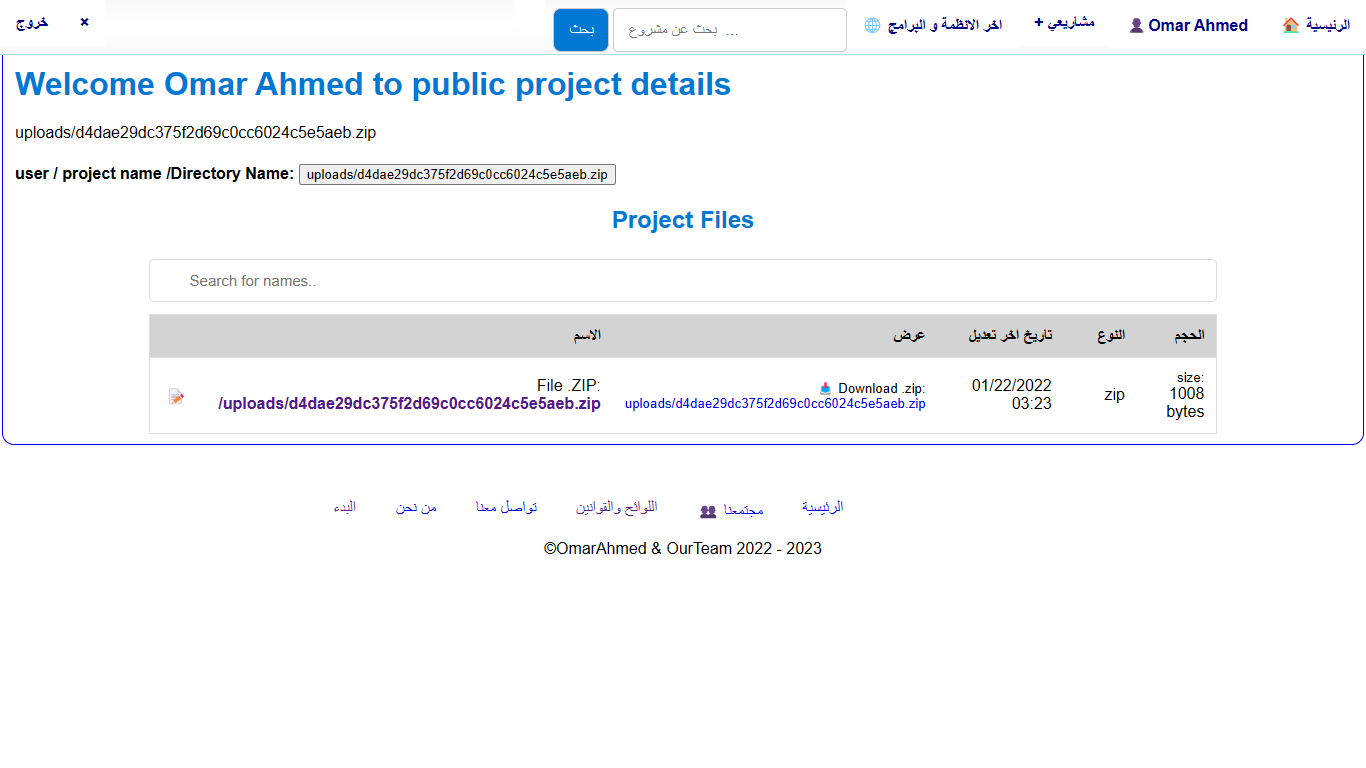 الرئيسية
Omar Ahmed
مشاريعي +
اخر الانظمة و البرامج
بحث عن مشروع ...
بحث
×
خروج
Welcome Omar Ahmed to public project details
uploads/d4dae29dc375f2d69c0cc6024c5e5aeb.zip
user / project name /Directory Name: uploads/d4dae29dc375f2d69c0cc6024c5e5aeb.zip
Project Files
Search for names..
الاسم
عرض
تاريخ اخر تعديل
النوع
الحجم
File .ZIP:
/uploads/d4dae29dc375f2d69c0cc6024c5e5aeb.zip
Download .zip:
uploads/d4dae29dc375f2d69c0cc6024c5e5aeb.zip
01/22/2022
03:23
zip
size:
1008
bytes
الرئيسية
مجتمعنا
اللوائح والقوانين
تواصل معنا
من نحن
البدء
©OmarAhmed & OurTeam 2022 - 2023